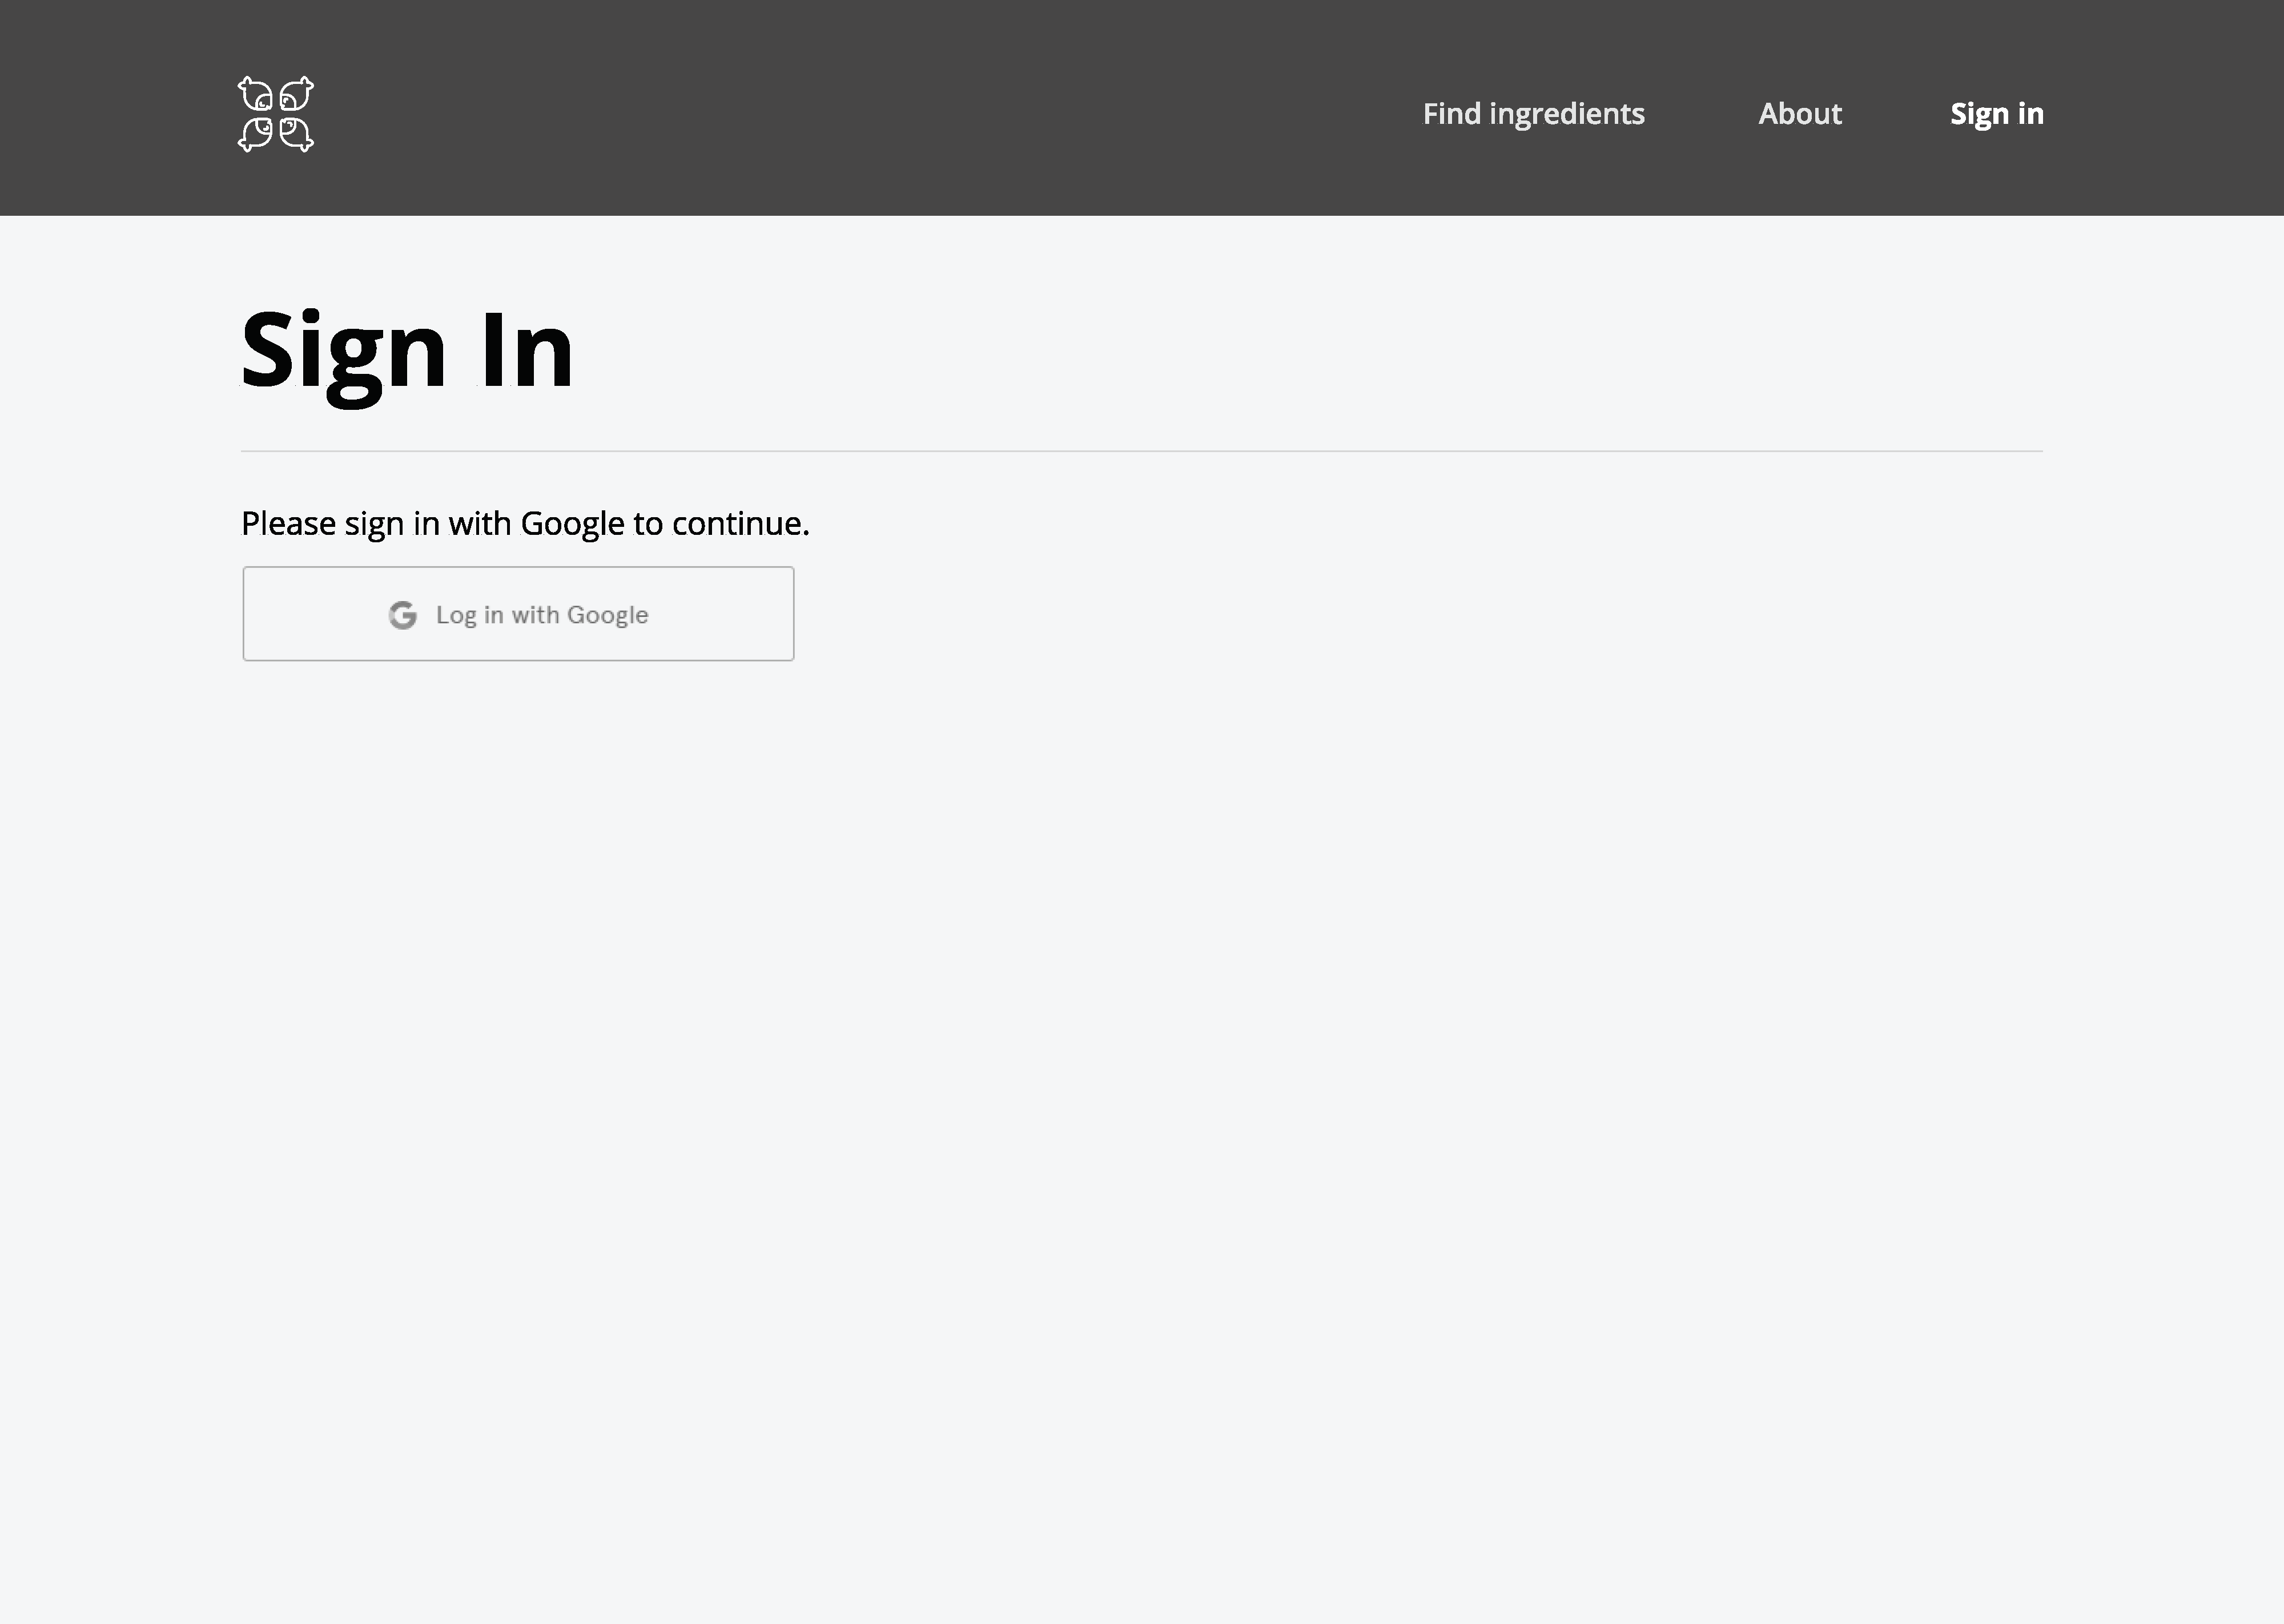 Find ingredients About Sign in
Sign In
Please sign in with Google to continue.
Log in with Google